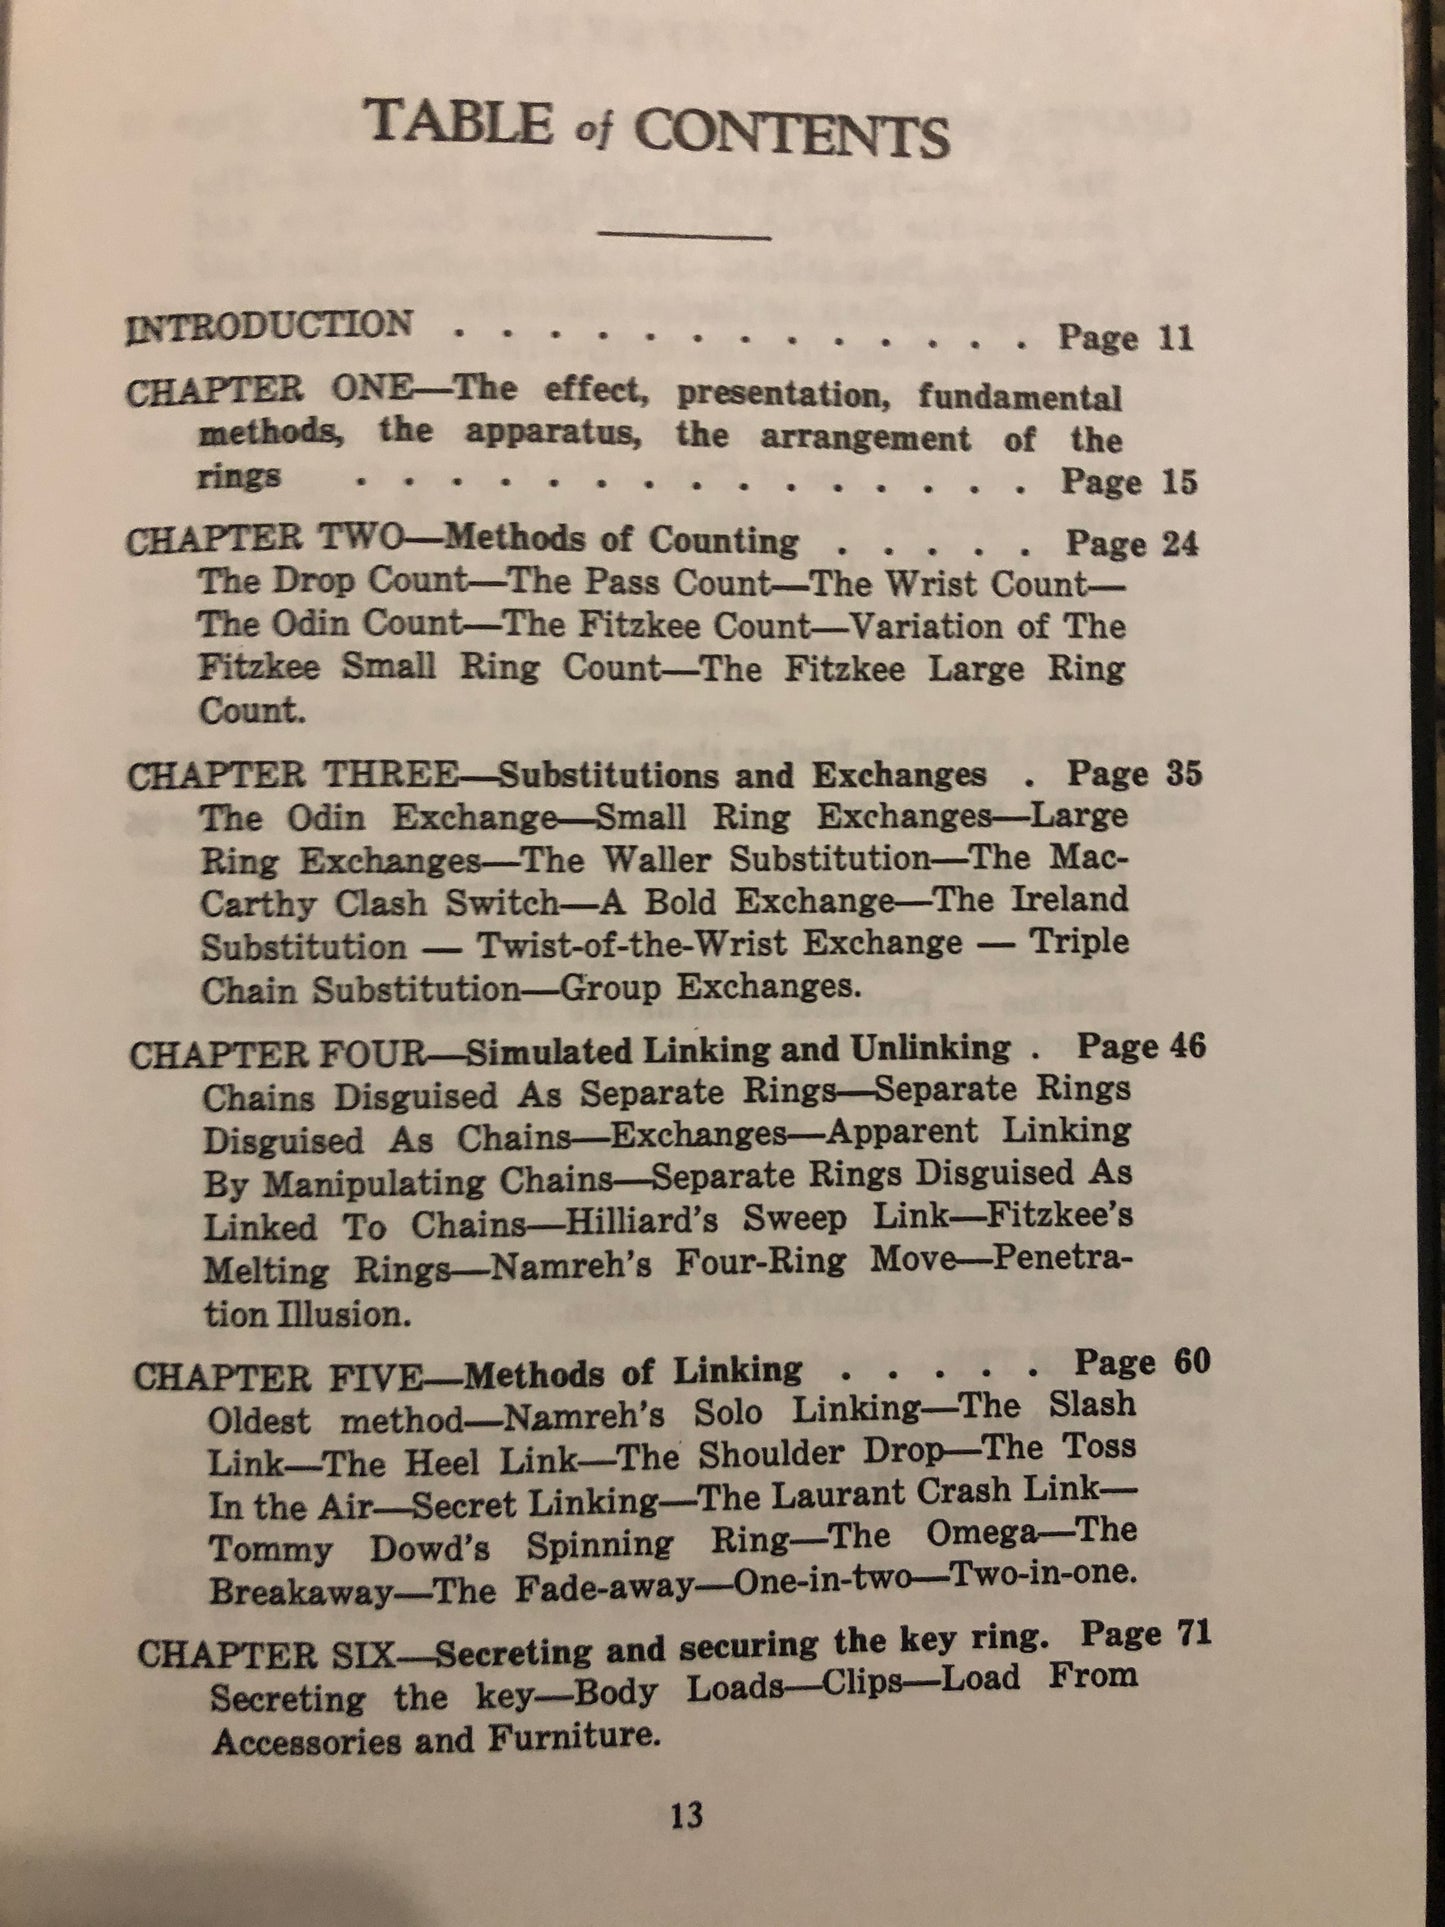 TABLE of CONTENTS
INTRODUCTION . . . . . . . . . . . . . Page 11
CHAPTER ONE—The effect, presentation, fundamental
methods, the apparatus, the arrangement of the
rings . . . . . . . . . . . . . . . Page 15
CHAPTER TWO—Methods of Counting . . . . . Page 24
The Drop Count—The Pass Count—The Wrist Count—
The Odin Count—The Fitzkee Count—Variation of The
Fitzkee Small Ring Count—The Fitzkee Large Ring
Count.
CHAPTER THREE—Substitutions and Exchanges . Page 35
The Odin Exchange—Small Ring Exchanges—Large
Ring Exchanges—The Waller Substitution—The Mac-
Carthy Clash Switch—A Bold Exchange—The Ireland
Substitution — Twist-of-the-Wrist Exchange — Triple
Chain Substitution—Group Exchanges.
CHAPTER FOUR—Simulated Linking and Unlinking . Page 46
Chains Disguised As Separate Rings—Separate Rings
Disguised As Chains—Exchanges—Apparent Linking
By Manipulating Chains—Separate Rings Disguised As
Linked To Chains—Hilliard's Sweep Link—Fitzkee's
Melting Rings—Namreh's Four-Ring Move—Penetra-
tion Illusion.
CHAPTER FIVE—Methods of Linking . . . . . Page 60
Oldest method—Namreh's Solo Linking—The Slash
Link—The Heel Link—The Shoulder Drop—The Toss
In the Air—Secret Linking—The Laurant Crash Link—
Tommy Dowd's Spinning Ring—The Omega—The
Breakaway—The Fade-away—One-in-two—Two-in-one.
CHAPTER SIX—Secreting and securing the key ring. Page 71
Secreting the key—Body Loads—Clips—Load From
Accessories and Furniture.
13